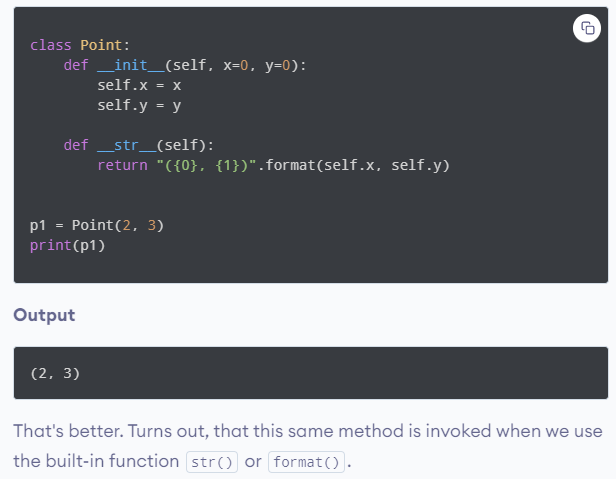 class Point:
    def __init__(self, x=0, y=0):
        self.x = x
        self.y = y
    def __str__(self):
        return "({0}, {1})".format(self.x, self.y)
p1 = Point(2, 3)
print(p1)
Output
(2, 3)
That's better. Turns out, that this same method is invoked when we use
the built-in function str() or format().